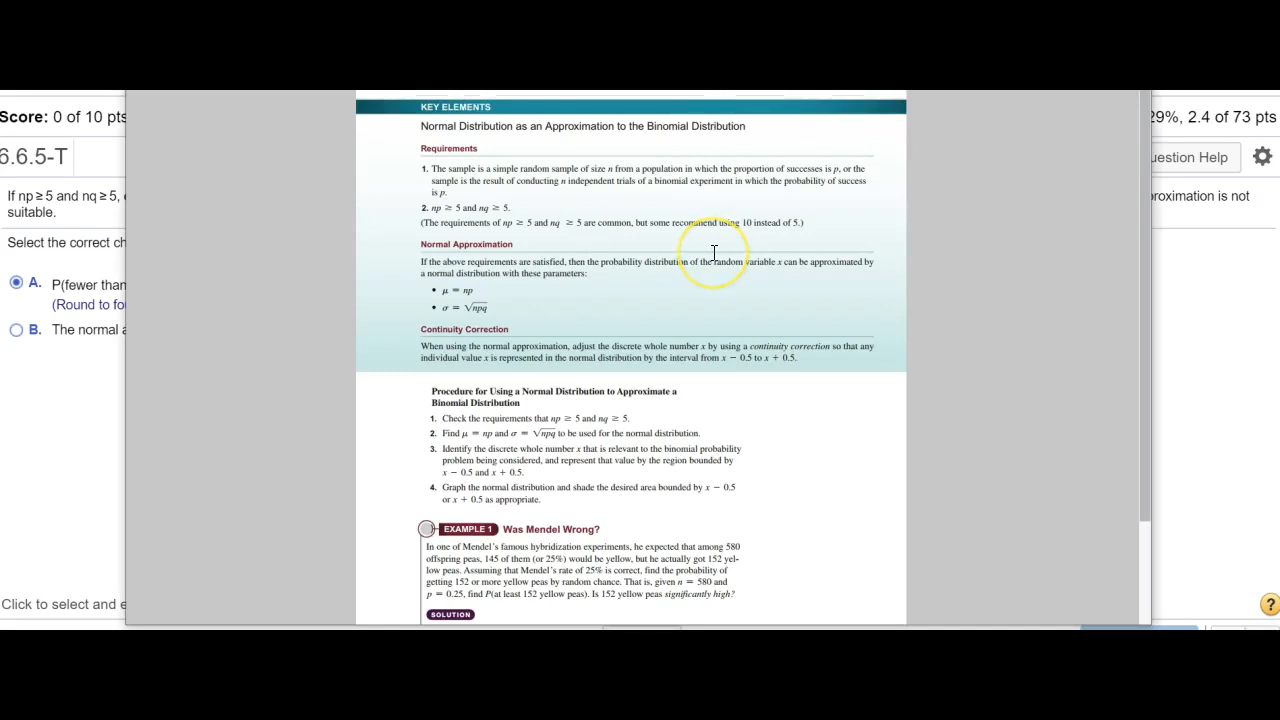 Score: 0 of 10 pts
29%, 2.4 of 73 pts
6.6.5-T
uestion Help
If np ≥ 5 and nq ≥ 5, e
roximation is not
suitable.
Select the correct ch
A. P(fewer than
(Round to fo
B. The normal a
Click to select and e
?
KEY ELEMENTS
Normal Distribution as an Approximation to the Binomial Distribution
Requirements
1. The sample is a simple random sample of size n from a population in which the proportion of successes is p, or the
sample is the result of conducting n independent trials of a binomial experiment in which the probability of success
is p.
2. np ≥ 5 and nq ≥ 5.
(The requirements of np ≥ 5 and nq ≥ 5 are common, but some recommend using 10 instead of 5.)
Normal Approximation
If the above requirements are satisfied, then the probability distribution of the random variable x can be approximated by
a normal distribution with these parameters:
• μ = np
• σ = √npq
Continuity Correction
When using the normal approximation, adjust the discrete whole number x by using a continuity correction so that any
individual value x is represented in the normal distribution by the interval from x − 0.5 to x + 0.5.
Procedure for Using a Normal Distribution to Approximate a
Binomial Distribution
1. Check the requirements that np ≥ 5 and nq ≥ 5.
2. Find μ = np and σ = √npq to be used for the normal distribution.
3. Identify the discrete whole number x that is relevant to the binomial probability
problem being considered, and represent that value by the region bounded by
x − 0.5 and x + 0.5.
4. Graph the normal distribution and shade the desired area bounded by x − 0.5
or x + 0.5 as appropriate.
EXAMPLE 1 Was Mendel Wrong?
In one of Mendel's famous hybridization experiments, he expected that among 580
offspring peas, 145 of them (or 25%) would be yellow, but he actually got 152 yel-
low peas. Assuming that Mendel's rate of 25% is correct, find the probability of
getting 152 or more yellow peas by random chance. That is, given n = 580 and
p = 0.25, find P(at least 152 yellow peas). Is 152 yellow peas significantly high?
SOLUTION